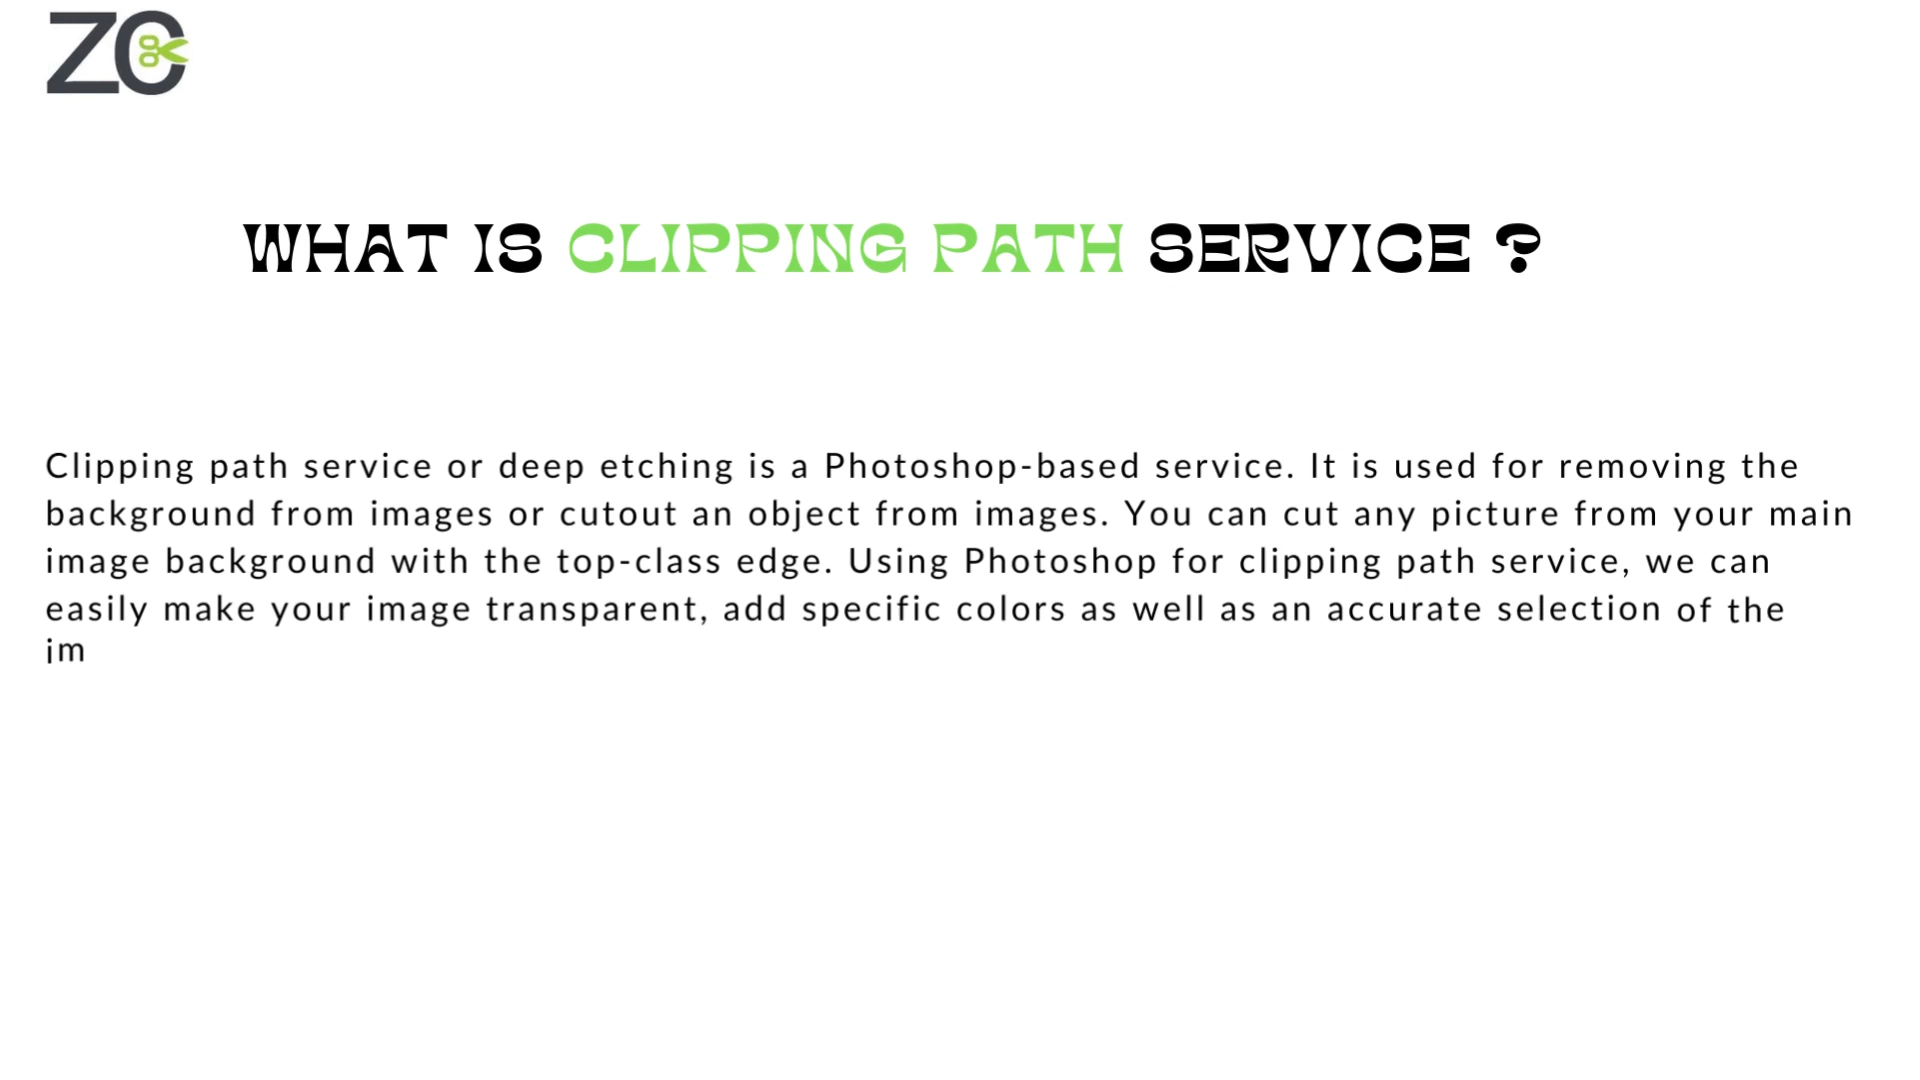 ZC
WHAT IS CLIPPING PATH SERVICE ?
Clipping path service or deep etching is a Photoshop-based service. It is used for removing the
background from images or cutout an object from images. You can cut any picture from your main
image background with the top-class edge. Using Photoshop for clipping path service, we can
easily make your image transparent, add specific colors as well as an accurate selection of the
im